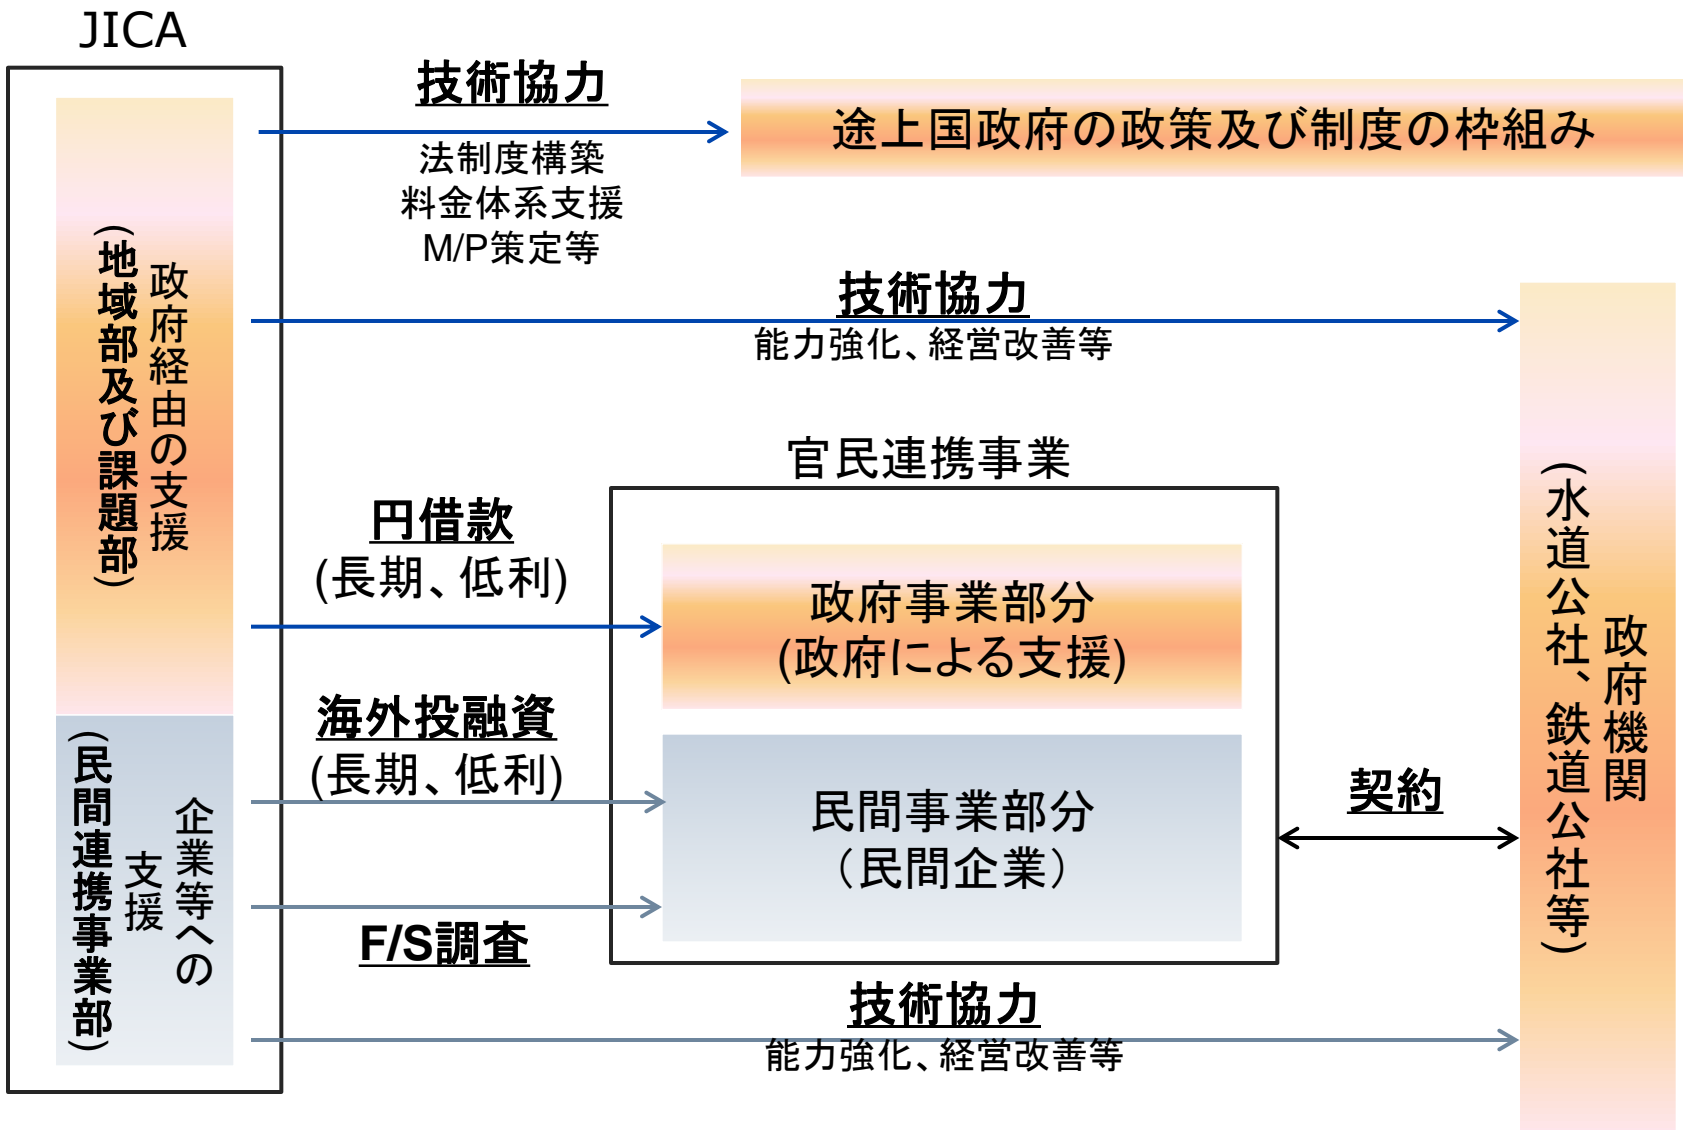 JICA
政府経由の支援
(地域部及び課題部)
企業等への
支援
(民間連携事業部)
技術協力
法制度構築
料金体系支援
M/P策定等
途上国政府の政策及び制度の枠組み
技術協力
能力強化、経営改善等
官民連携事業
円借款
(長期、低利)
政府事業部分
(政府による支援)
海外投融資
(長期、低利)
民間事業部分
（民間企業）
F/S調査
契約
技術協力
能力強化、経営改善等
政府機関
(水道公社、鉄道公社等)